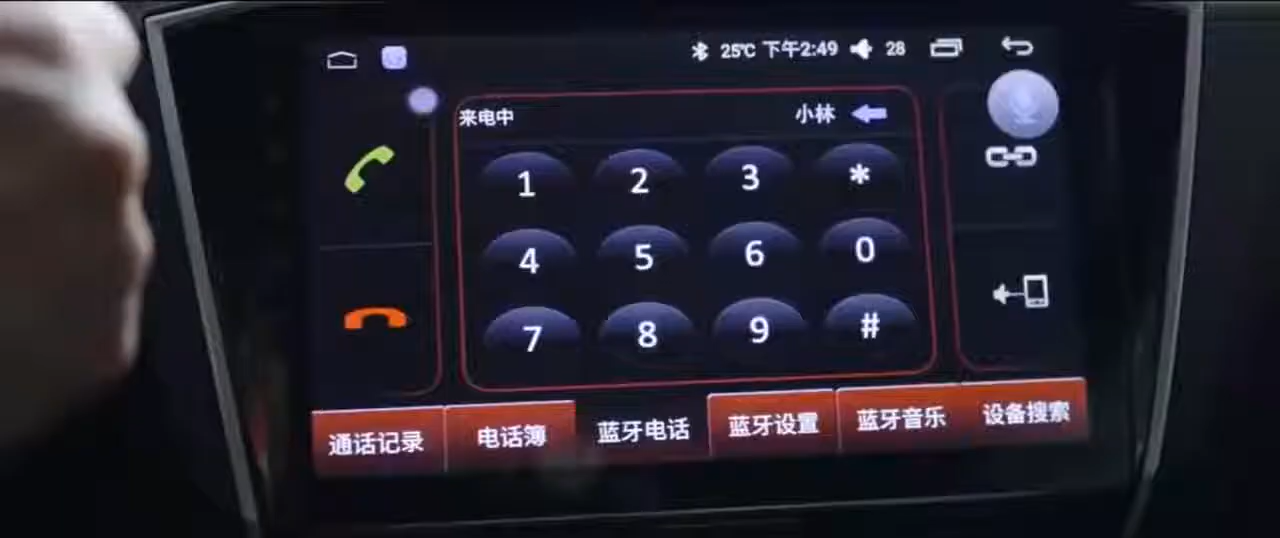 25℃ 下午2:49 28
来电中 小林
1 2 3 *
4 5 6 0
7 8 9 #
通话记录 电话簿 蓝牙电话 蓝牙设置 蓝牙音乐 设备搜索